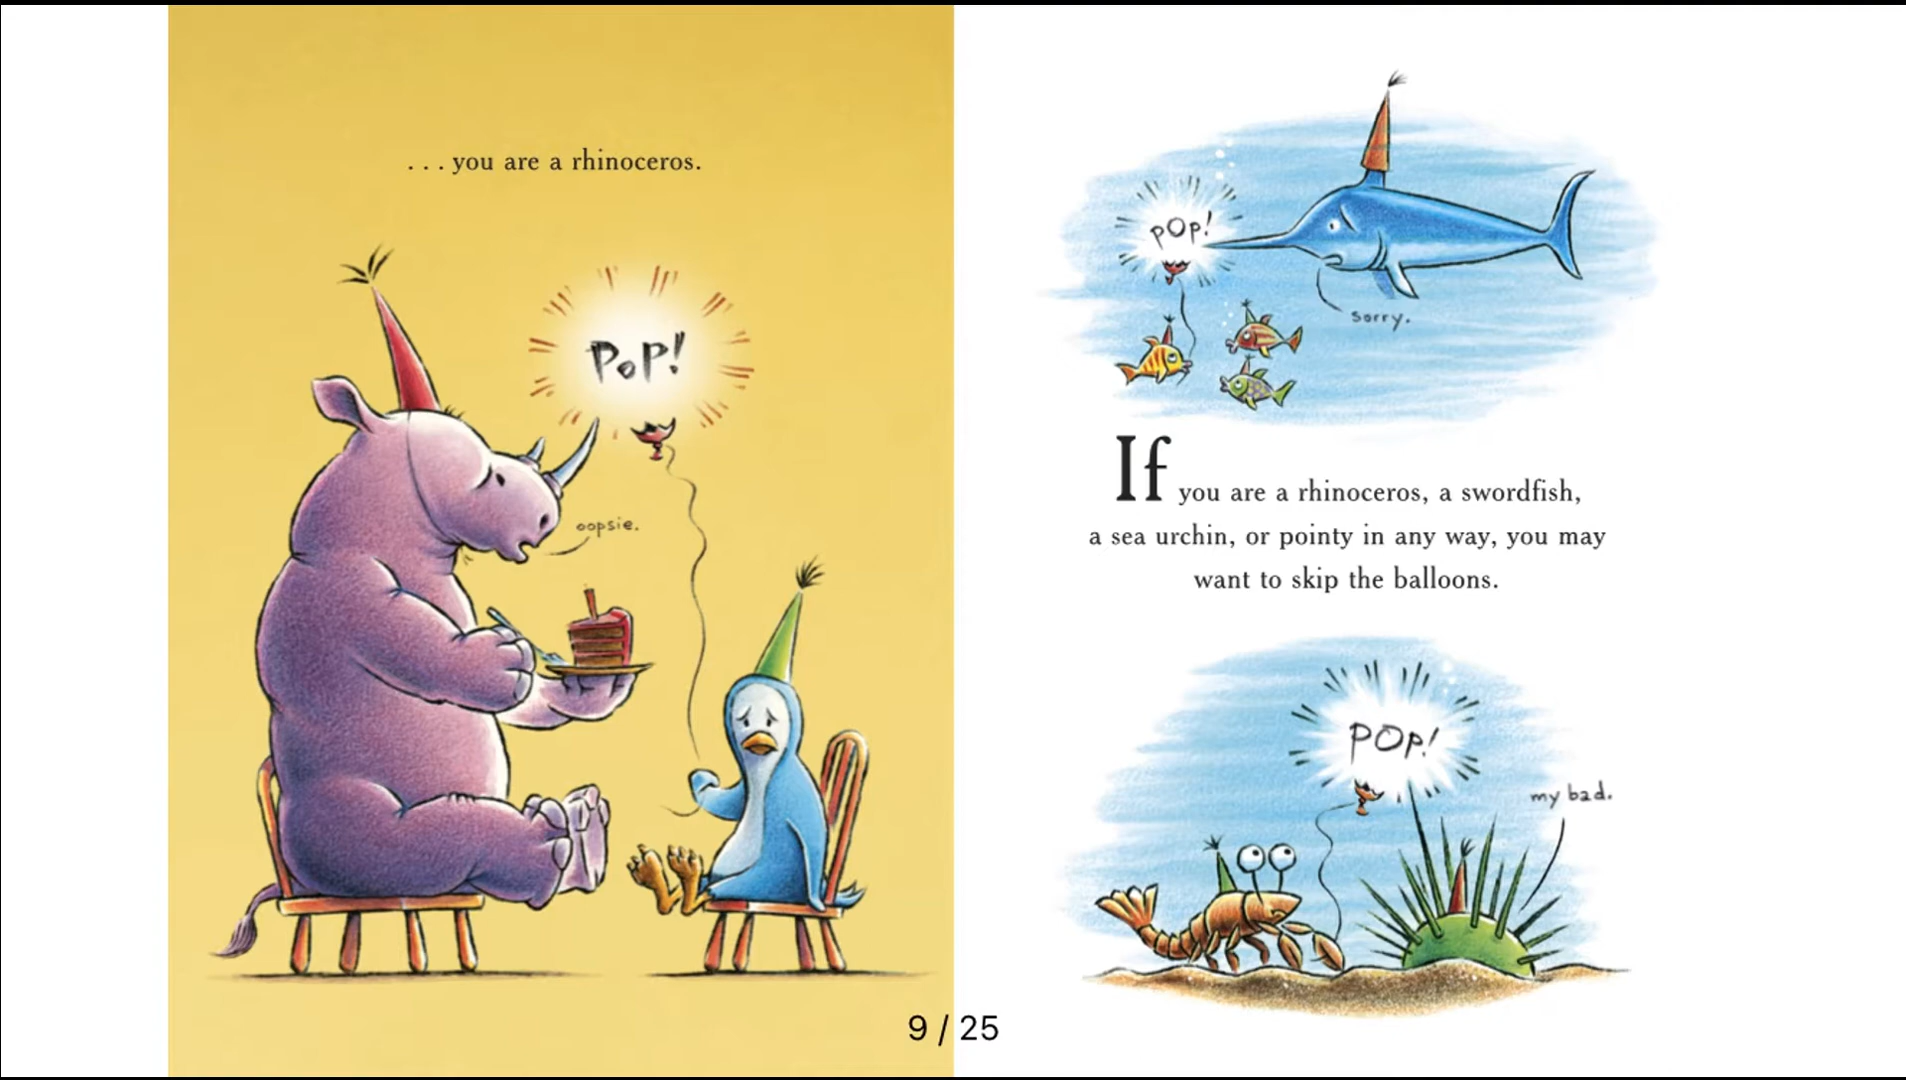 . . . you are a rhinoceros.
PoP!
oopsie.
pOp!
sorry.
If you are a rhinoceros, a swordfish,
a sea urchin, or pointy in any way, you may
want to skip the balloons.
POp!
my bad.
9 / 25